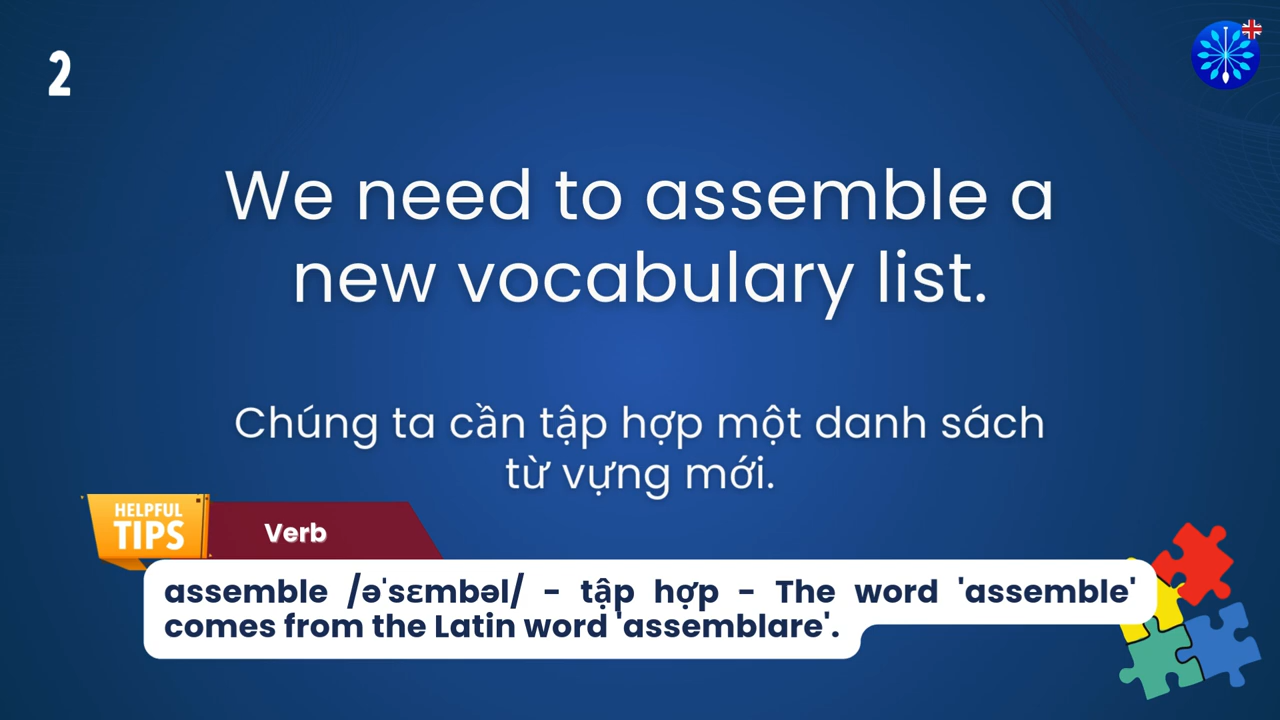 2
We need to assemble a
new vocabulary list.
Chúng ta cần tập hợp một danh sách
từ vựng mới.
HELPFUL
TIPS
Verb
assemble /əˈsɛmbəl/ - tập hợp - The word 'assemble'
comes from the Latin word 'assemblare'.